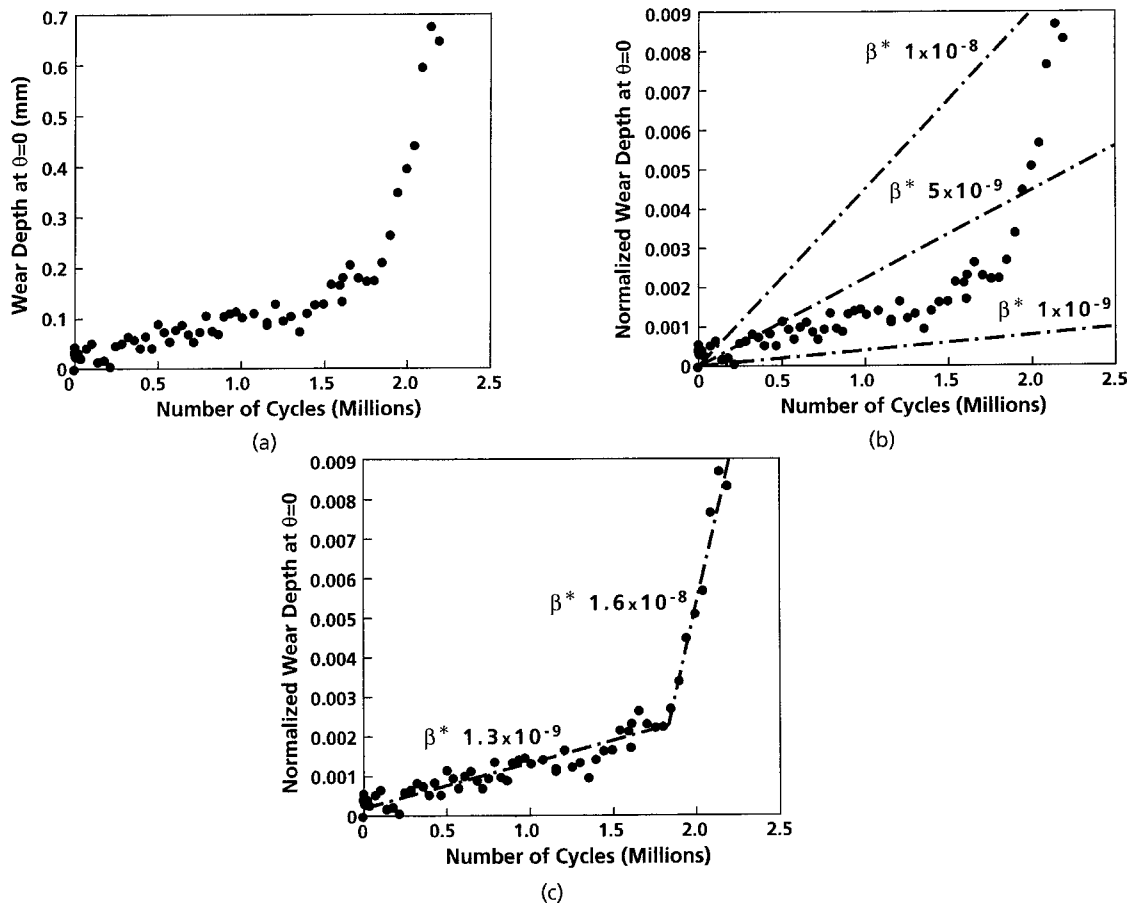 0.7
0.6
0.5
0.4
0.3
0.2
0.1
0
Wear Depth at θ=0 (mm)
0 0.5 1.0 1.5 2.0 2.5
Number of Cycles (Millions)
(a)
0.009
0.008
0.007
0.006
0.005
0.004
0.003
0.002
0.001
0
Normalized Wear Depth at θ=0
β* 1x10-8
β* 5x10-9
β* 1x10-9
0 0.5 1.0 1.5 2.0 2.5
Number of Cycles (Millions)
(b)
0.009
0.008
0.007
0.006
0.005
0.004
0.003
0.002
0.001
0
Normalized Wear Depth at θ=0
β* 1.6x10-8
β* 1.3x10-9
0 0.5 1.0 1.5 2.0 2.5
Number of Cycles (Millions)
(c)